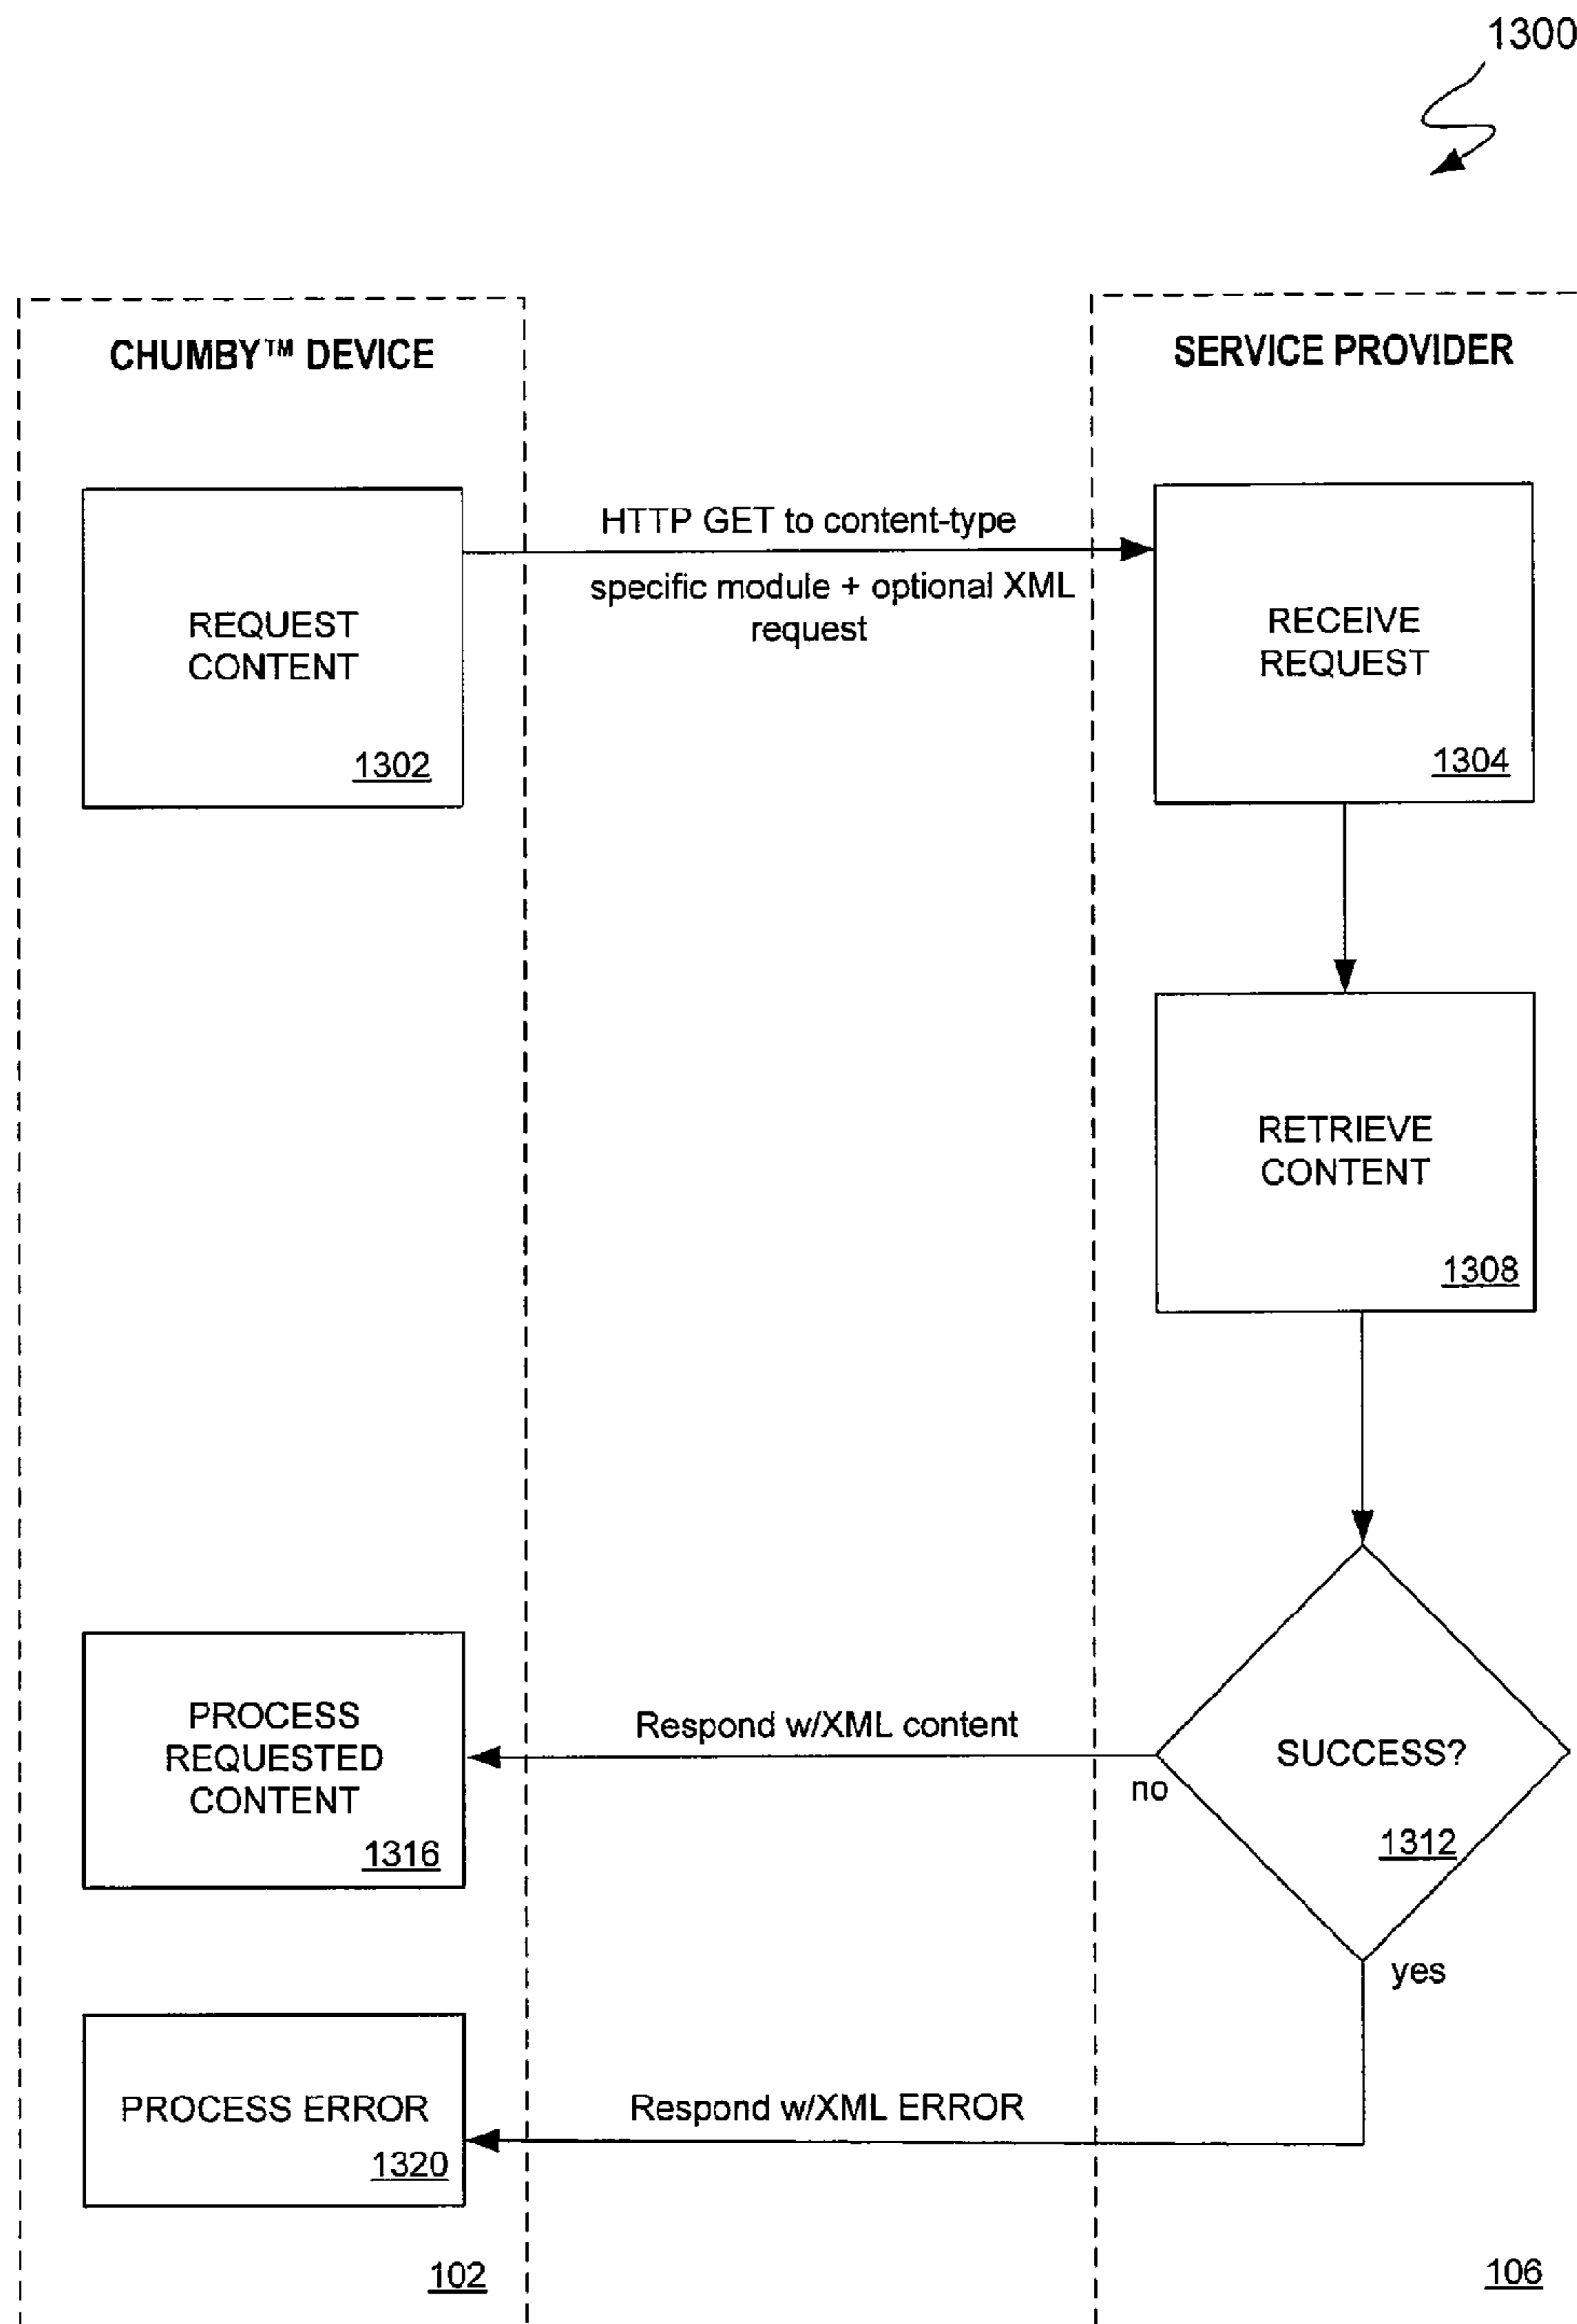 1300
CHUMBY™ DEVICE
SERVICE PROVIDER
REQUEST
CONTENT
1302
HTTP GET to content-type
specific module + optional XML
request
RECEIVE
REQUEST
1304
RETRIEVE
CONTENT
1308
SUCCESS?
1312
no
yes
Respond w/XML content
PROCESS
REQUESTED
CONTENT
1316
Respond w/XML ERROR
PROCESS ERROR
1320
102
106